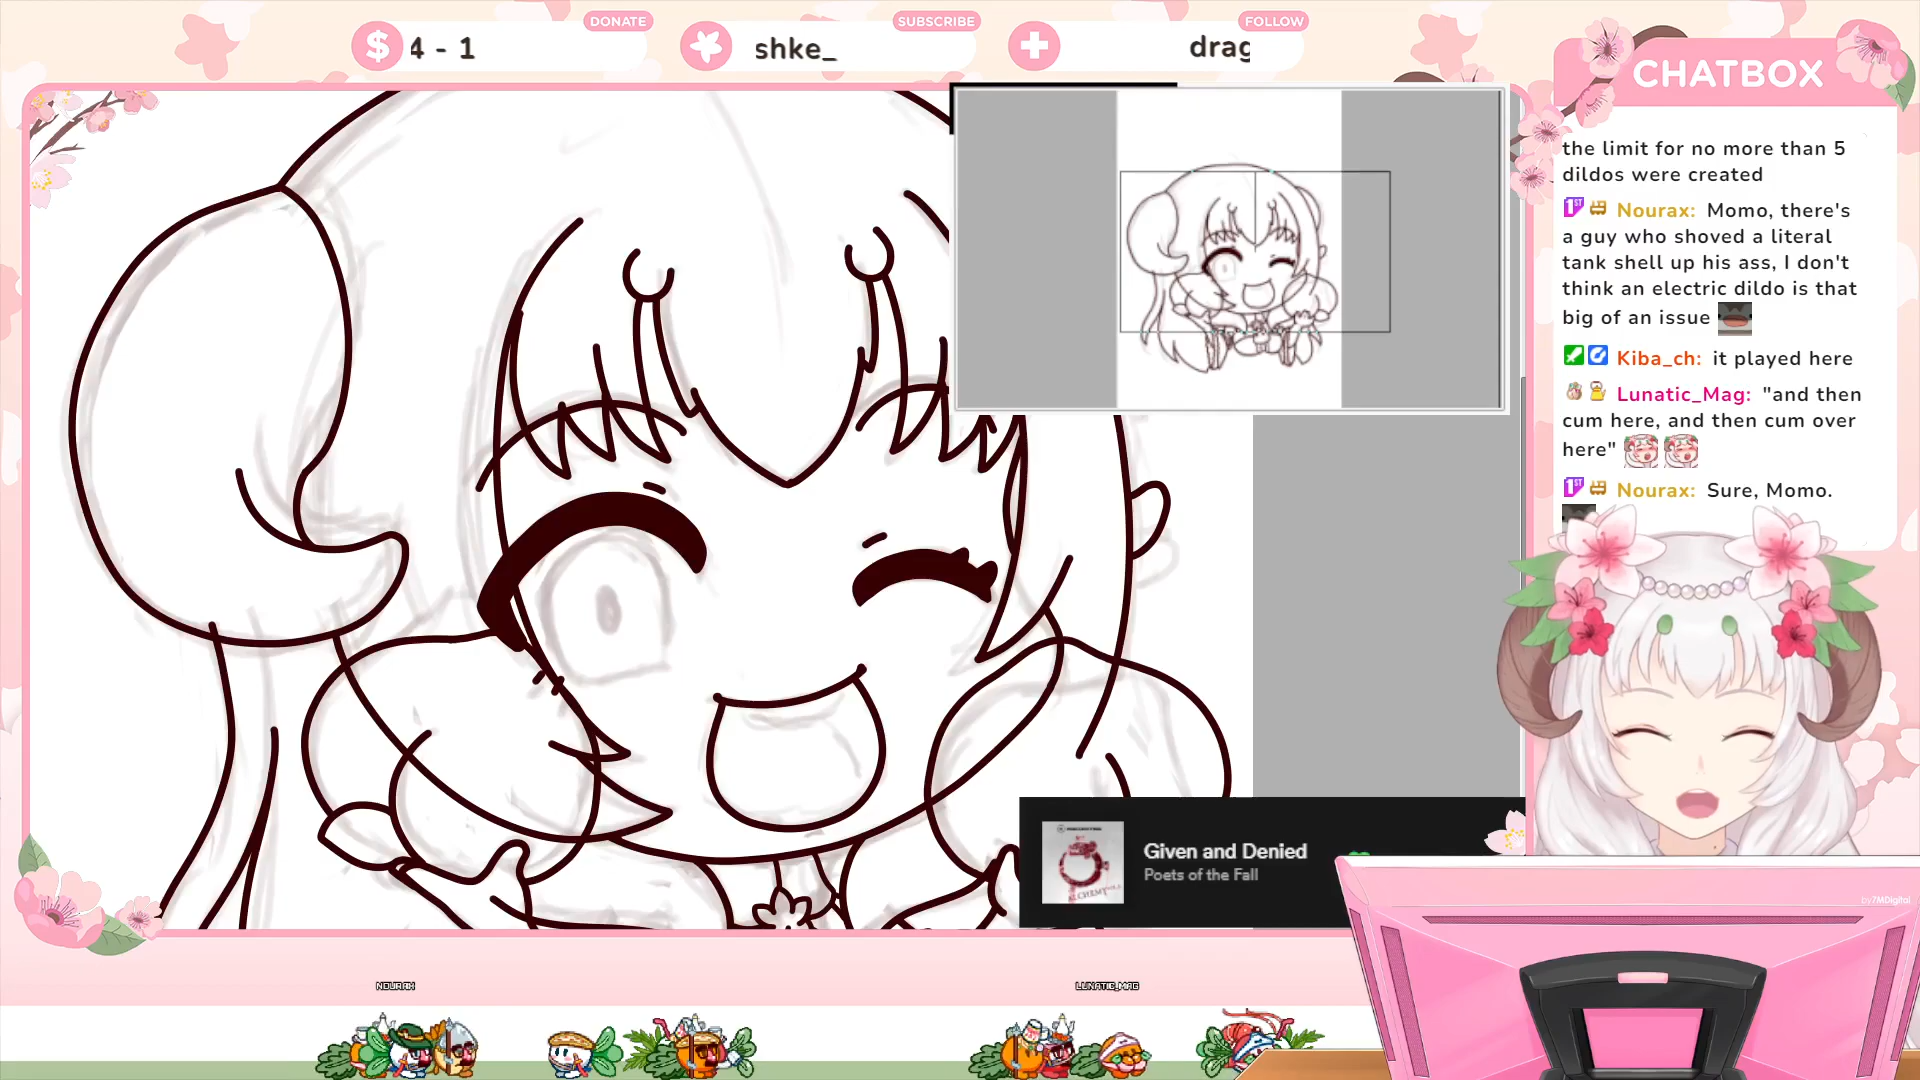 DONATE
4 - 1
SUBSCRIBE
shke_
FOLLOW
drag
CHATBOX
the limit for no more than 5
dildos were created
Nourax: Momo, there's
a guy who shoved a literal
tank shell up his ass, I don't
think an electric dildo is that
big of an issue
Kiba_ch: it played here
Lunatic_Mag: "and then
cum here, and then cum over
here"
Nourax: Sure, Momo.
Given and Denied
Poets of the Fall
by7MDigital
NOURAX
LUNATIC_MAG